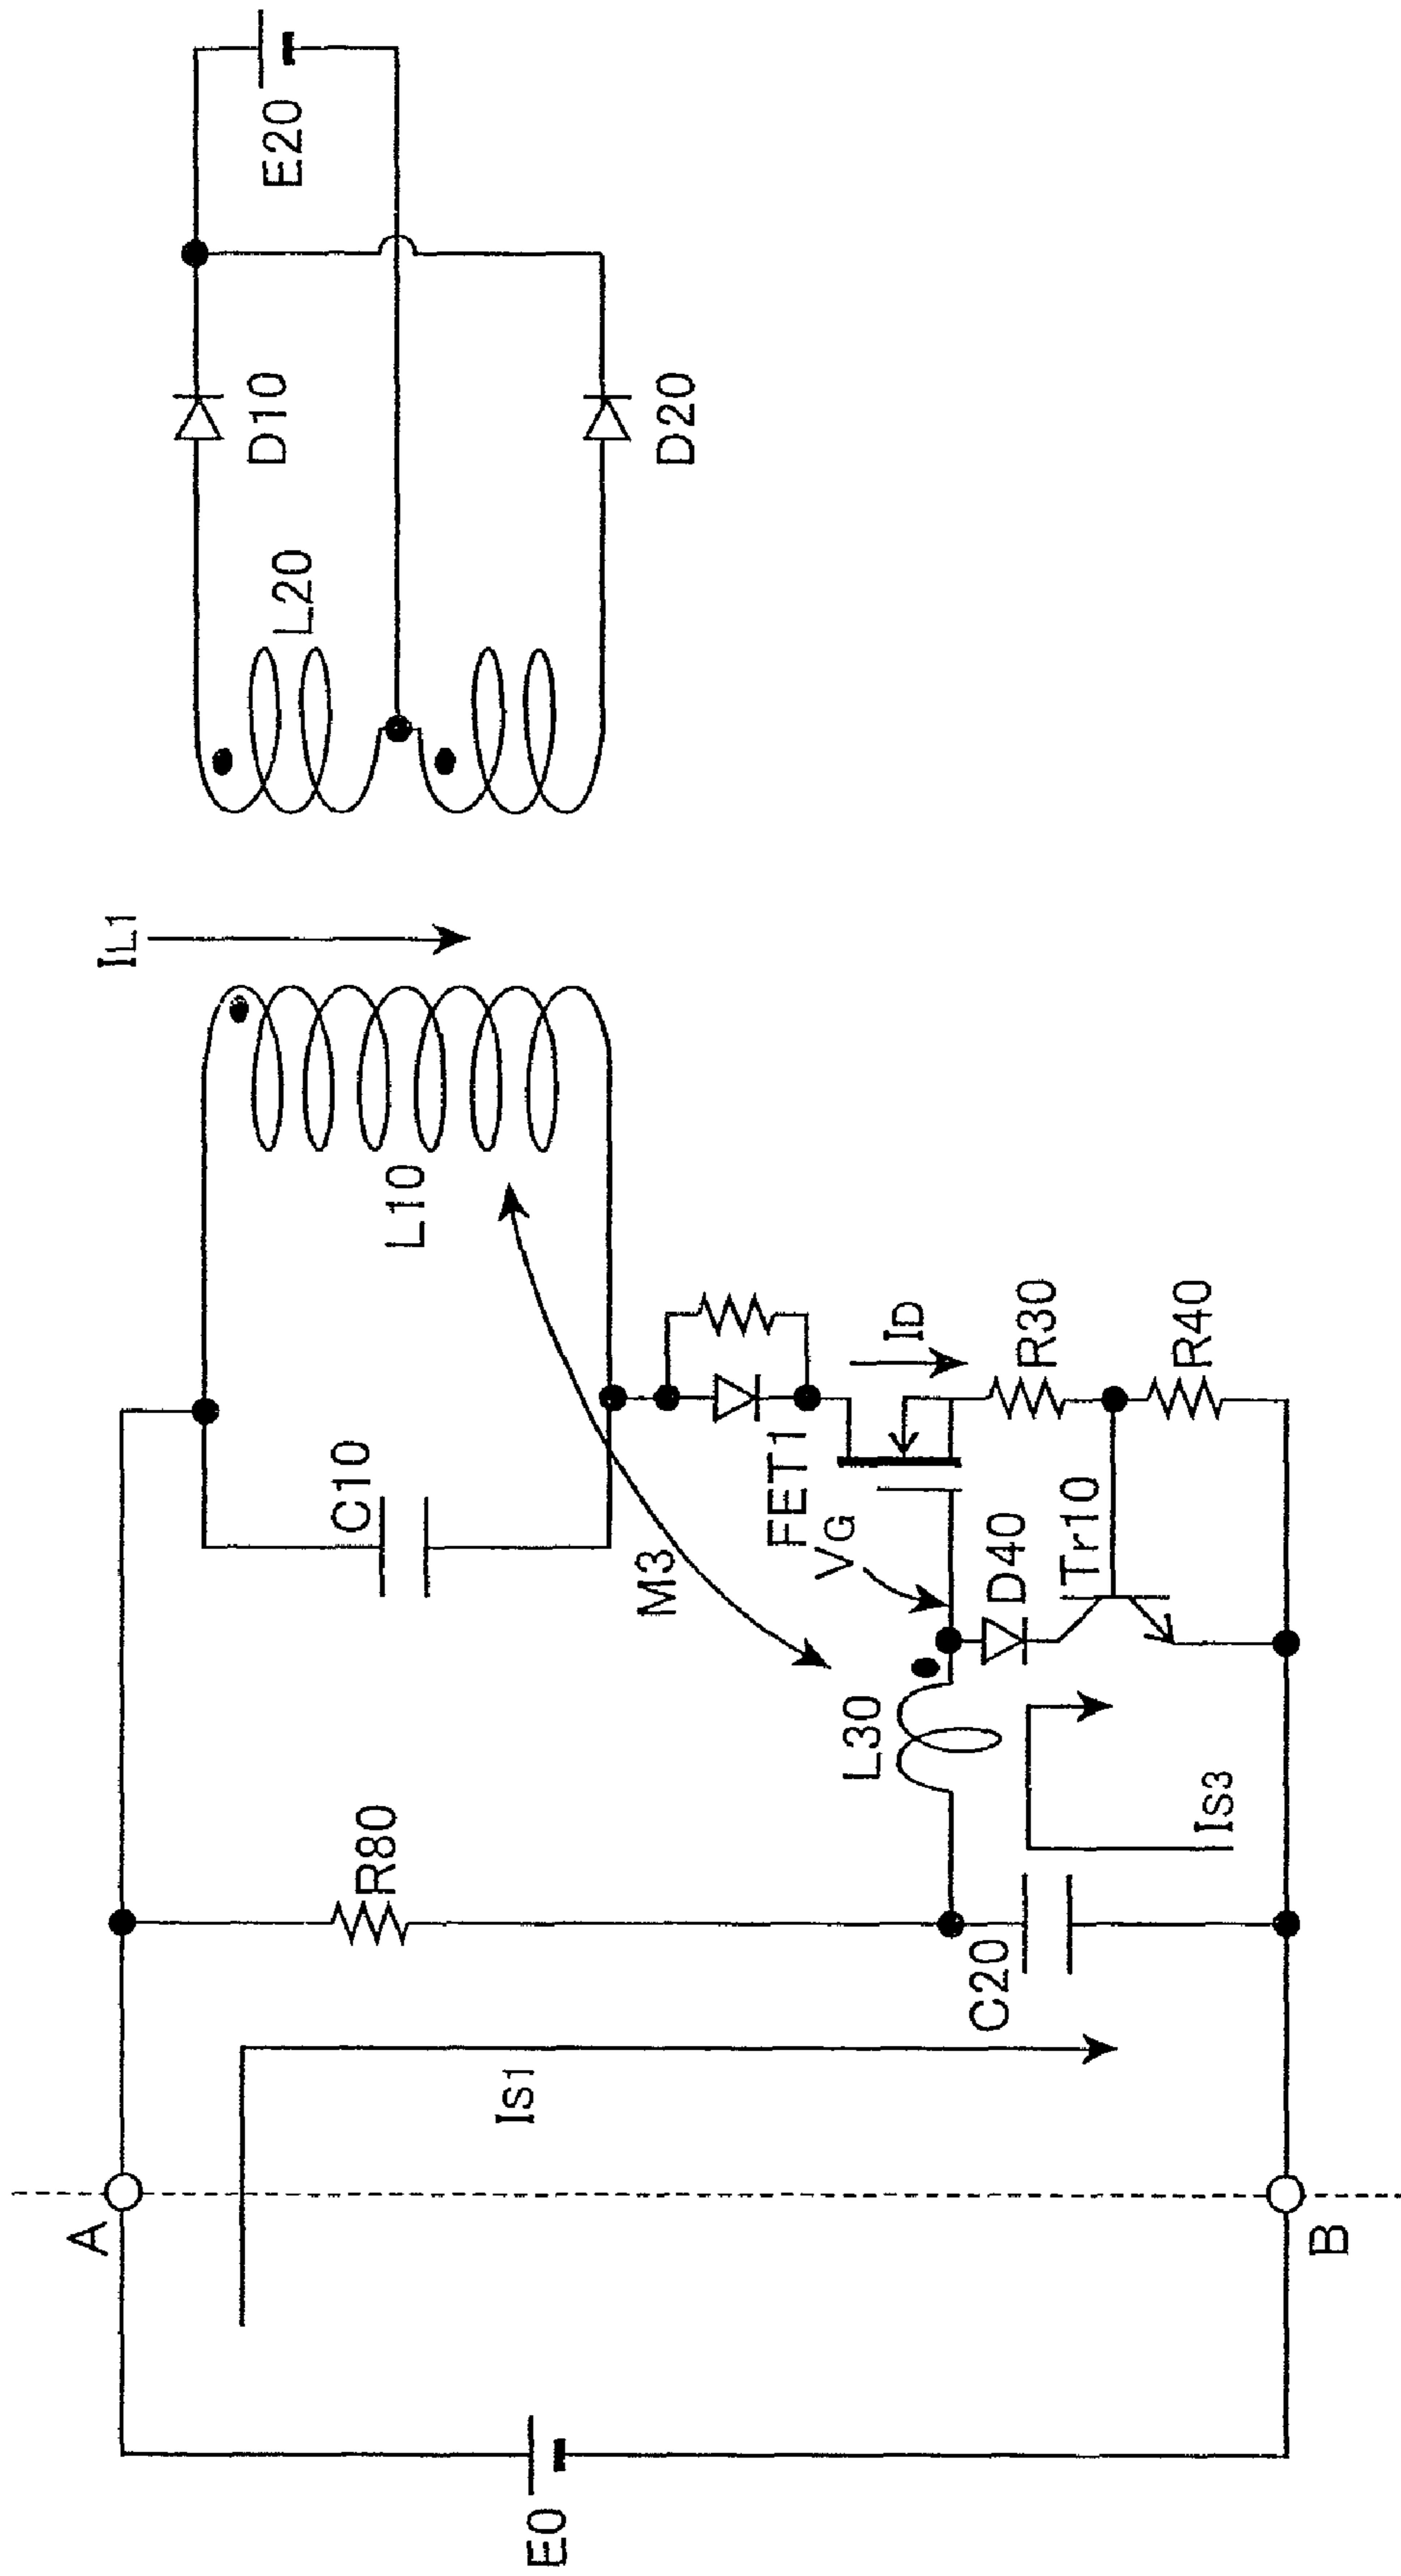 E0
A
B
IS1
R80
C20
IS3
L30
M3
C10
VG
D40
Tr10
FET1
ID
R30
R40
L10
IL1
L20
D10
D20
E20